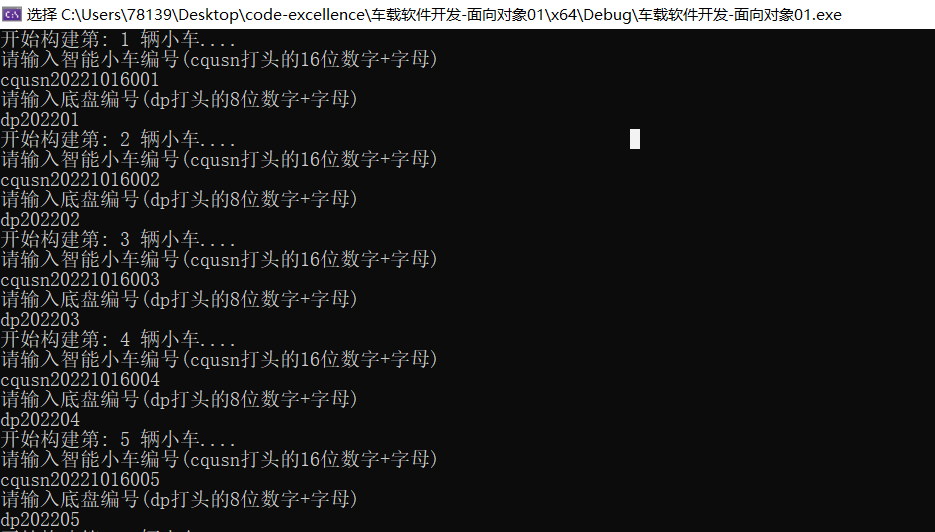 选择 C:\Users\78139\Desktop\code-excellence\车载软件开发-面向对象01\x64\Debug\车载软件开发-面向对象01.exe
开始构建第: 1 辆小车....
请输入智能小车编号(cqusn打头的16位数字+字母)
cqusn20221016001
请输入底盘编号(dp打头的8位数字+字母)
dp202201
开始构建第: 2 辆小车....
请输入智能小车编号(cqusn打头的16位数字+字母)
cqusn20221016002
请输入底盘编号(dp打头的8位数字+字母)
dp202202
开始构建第: 3 辆小车....
请输入智能小车编号(cqusn打头的16位数字+字母)
cqusn20221016003
请输入底盘编号(dp打头的8位数字+字母)
dp202203
开始构建第: 4 辆小车....
请输入智能小车编号(cqusn打头的16位数字+字母)
cqusn20221016004
请输入底盘编号(dp打头的8位数字+字母)
dp202204
开始构建第: 5 辆小车....
请输入智能小车编号(cqusn打头的16位数字+字母)
cqusn20221016005
请输入底盘编号(dp打头的8位数字+字母)
dp202205